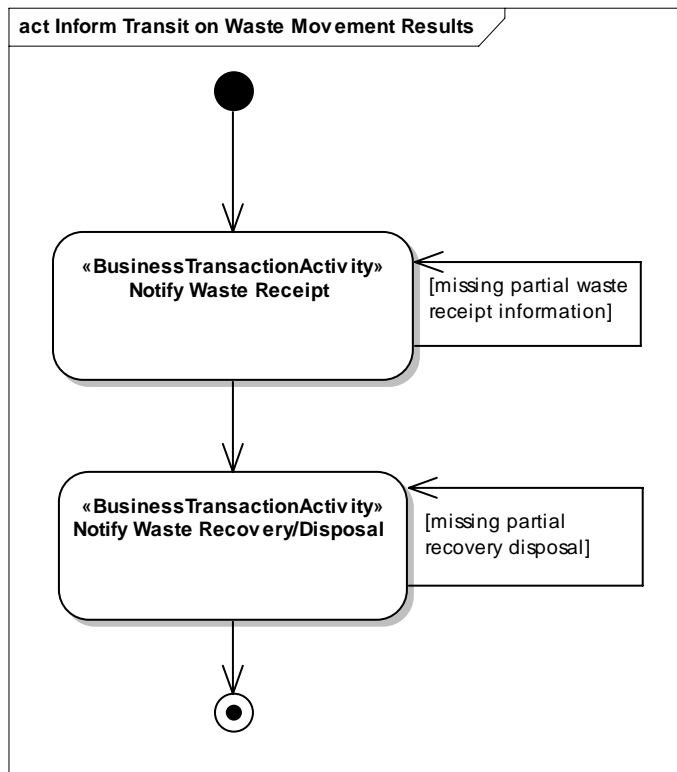 act Inform Transit on Waste Movement Results
«BusinessTransactionActivity»
Notify Waste Receipt
[missing partial waste
receipt information]
«BusinessTransactionActivity»
Notify Waste Recovery/Disposal
[missing partial
recovery disposal]